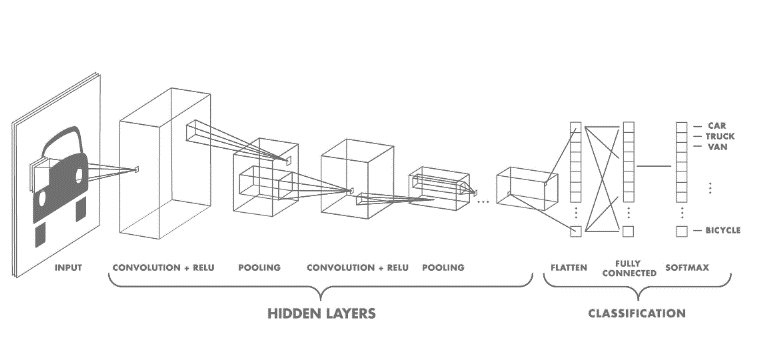 CAR
TRUCK
VAN
BICYCLE
INPUT
CONVOLUTION + RELU
POOLING
CONVOLUTION + RELU
POOLING
FLATTEN
FULLY
CONNECTED
SOFTMAX
HIDDEN LAYERS
CLASSIFICATION